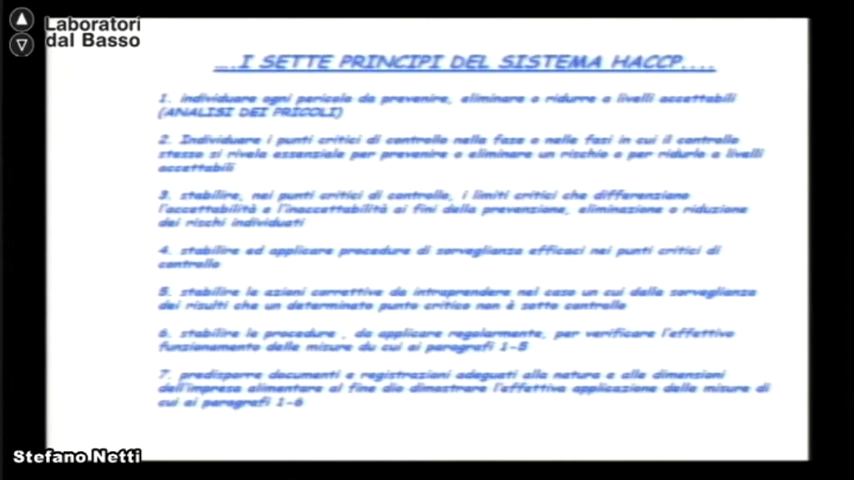 Laboratori
dal Basso
....I SETTE PRINCIPI DEL SISTEMA HACCP....
1. individuare ogni pericolo da prevenire, eliminare o ridurre a livelli accettabili
(ANALISI DEI PRICOLI)
2. Individuare i punti critici di controllo nella fase o nelle fasi in cui il controllo
stesso si rivela essenziale per prevenire o eliminare un rischio o per ridurlo a livelli
accettabili
3. stabilire, nei punti critici di controllo, i limiti critici che differenziano
l'accettabilità e l'inaccettabilità ai fini della prevenzione, eliminazione o riduzione
dei rischi individuati
4. stabilire ed applicare procedure di sorveglianza efficaci nei punti critici di
controllo
5. stabilire le azioni correttive da intraprendere nel caso un cui dalla sorveglianza
dei risulti che un determinato punto critico non è sotto controllo
6. stabilire le procedure , da applicare regolarmente, per verificare l'effettivo
funzionamento delle misure du cui ai paragrafi 1-5
7. predisporre documenti e registrazioni adeguati alla natura e alle dimensioni
dell'impresa alimentare al fine dio dimostrare l'effettiva applicazione delle misure di
cui ai paragrafi 1-6
Stefano Netti